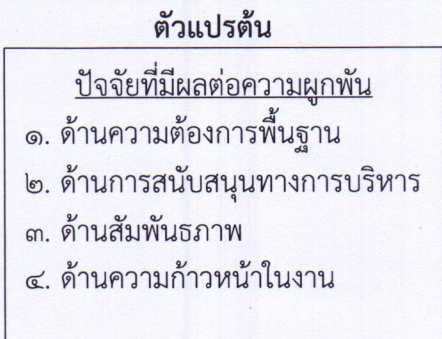 ตัวแปรต้น
ปัจจัยที่มีผลต่อความผูกพัน
๑. ด้านความต้องการพื้นฐาน
๒. ด้านการสนับสนุนทางการบริหาร
๓. ด้านสัมพันธภาพ
๔. ด้านความก้าวหน้าในงาน